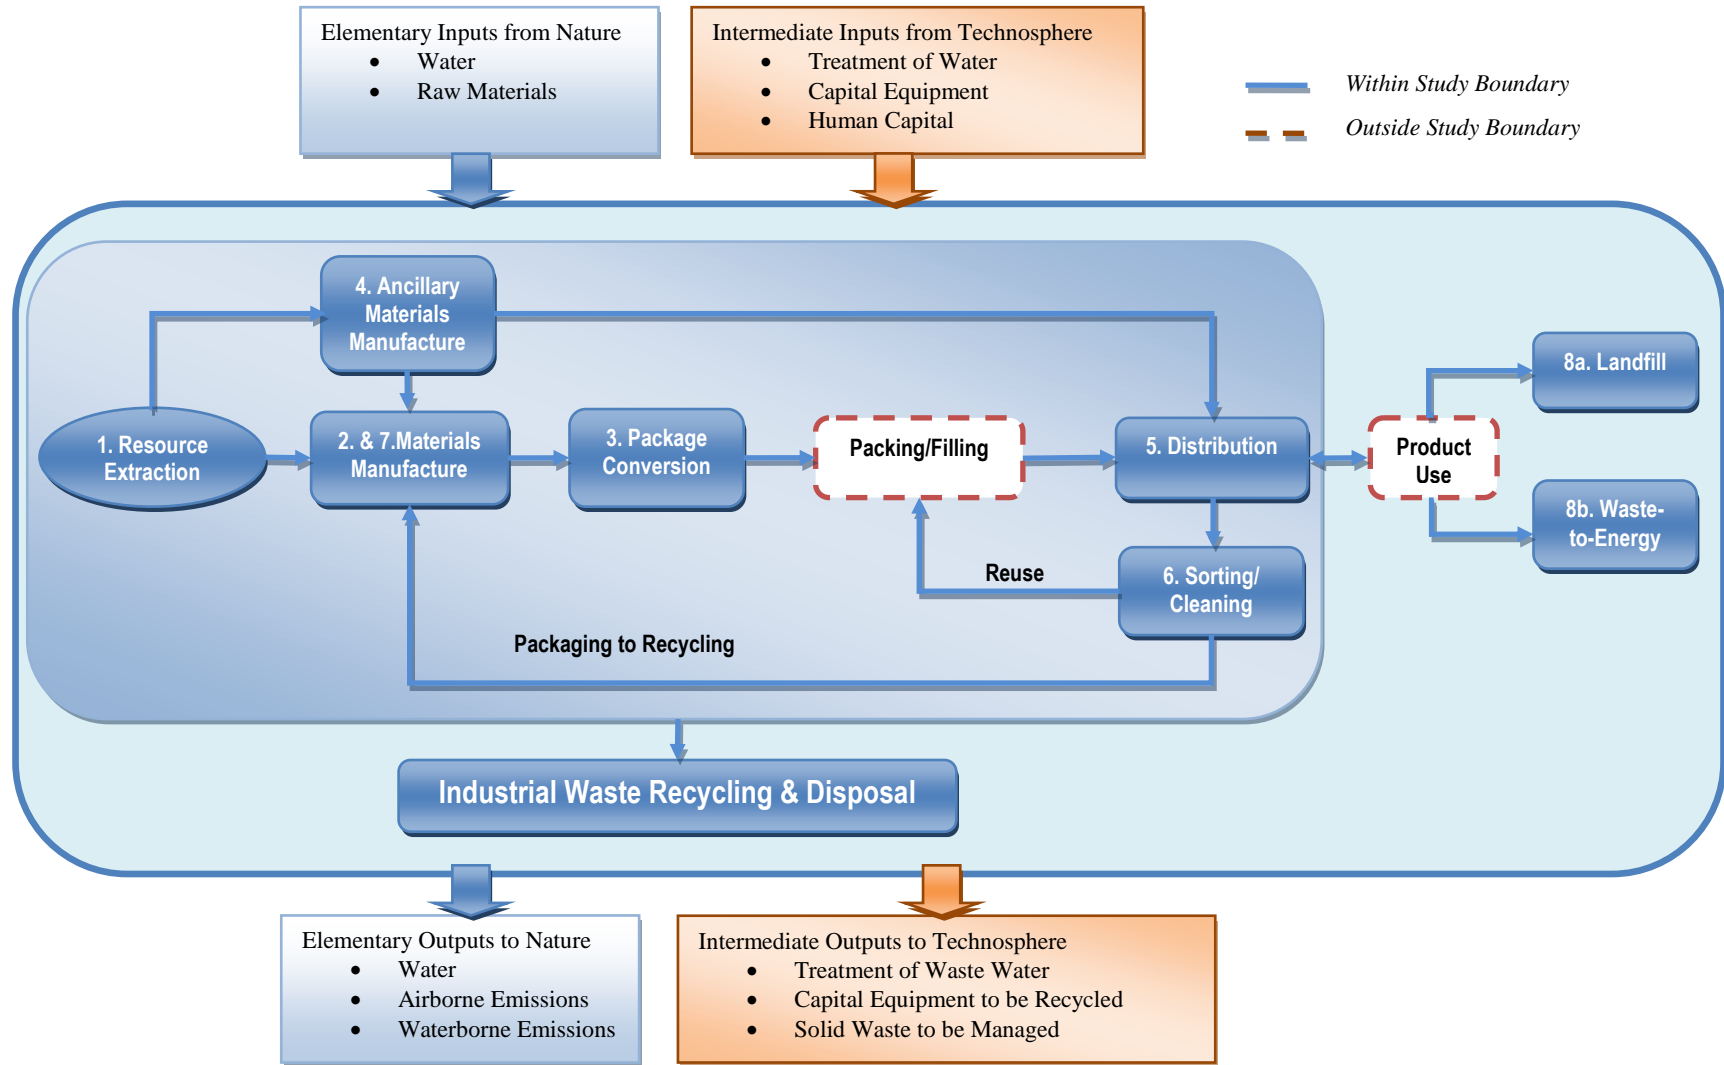 Elementary Inputs from Nature
• Water
• Raw Materials
Intermediate Inputs from Technosphere
• Treatment of Water
• Capital Equipment
• Human Capital
Within Study Boundary
Outside Study Boundary
4. Ancillary
Materials
Manufacture
1. Resource
Extraction
2. & 7.Materials
Manufacture
3. Package
Conversion
Packing/Filling
5. Distribution
Product
Use
8a. Landfill
8b. Waste-
to-Energy
Reuse
6. Sorting/
Cleaning
Packaging to Recycling
Industrial Waste Recycling & Disposal
Elementary Outputs to Nature
• Water
• Airborne Emissions
• Waterborne Emissions
Intermediate Outputs to Technosphere
• Treatment of Waste Water
• Capital Equipment to be Recycled
• Solid Waste to be Managed